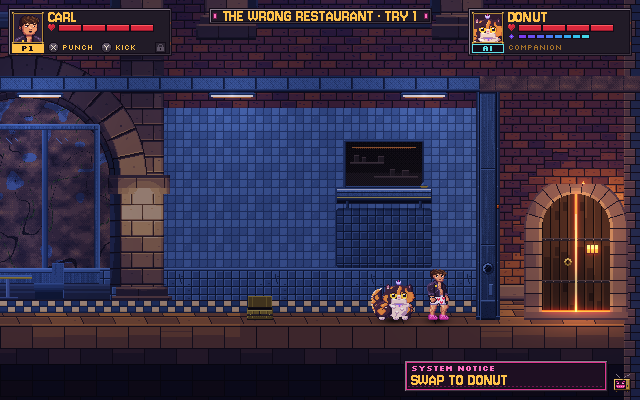 CARL
P1
X PUNCH Y KICK
THE WRONG RESTAURANT · TRY 1
DONUT
AI
COMPANION
SYSTEM NOTICE
SWAP TO DONUT